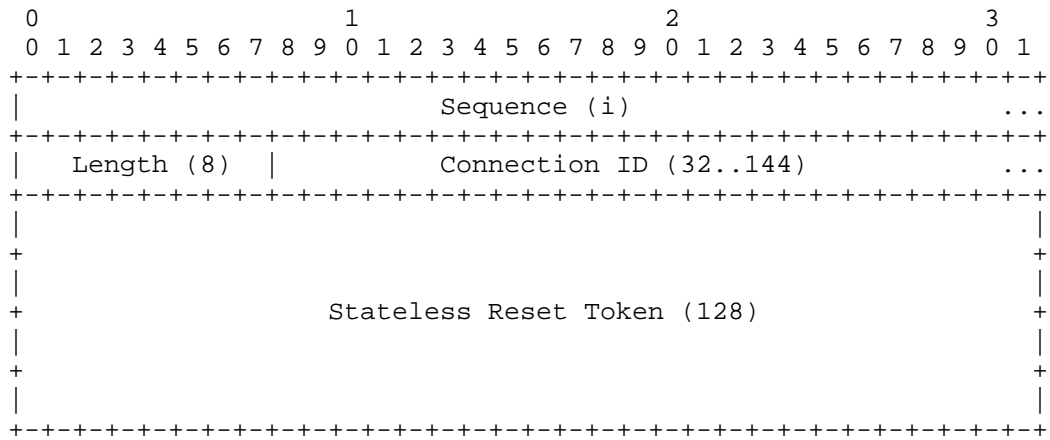 0                   1                   2                   3
 0 1 2 3 4 5 6 7 8 9 0 1 2 3 4 5 6 7 8 9 0 1 2 3 4 5 6 7 8 9 0 1
+-+-+-+-+-+-+-+-+-+-+-+-+-+-+-+-+-+-+-+-+-+-+-+-+-+-+-+-+-+-+-+-+
|                          Sequence (i)                       ...
+-+-+-+-+-+-+-+-+-+-+-+-+-+-+-+-+-+-+-+-+-+-+-+-+-+-+-+-+-+-+-+-+
|   Length (8)  |          Connection ID (32..144)            ...
+-+-+-+-+-+-+-+-+-+-+-+-+-+-+-+-+-+-+-+-+-+-+-+-+-+-+-+-+-+-+-+-+
|                                                               |
+                                                               +
|                                                               |
+                   Stateless Reset Token (128)                 +
|                                                               |
+                                                               +
|                                                               |
+-+-+-+-+-+-+-+-+-+-+-+-+-+-+-+-+-+-+-+-+-+-+-+-+-+-+-+-+-+-+-+-+